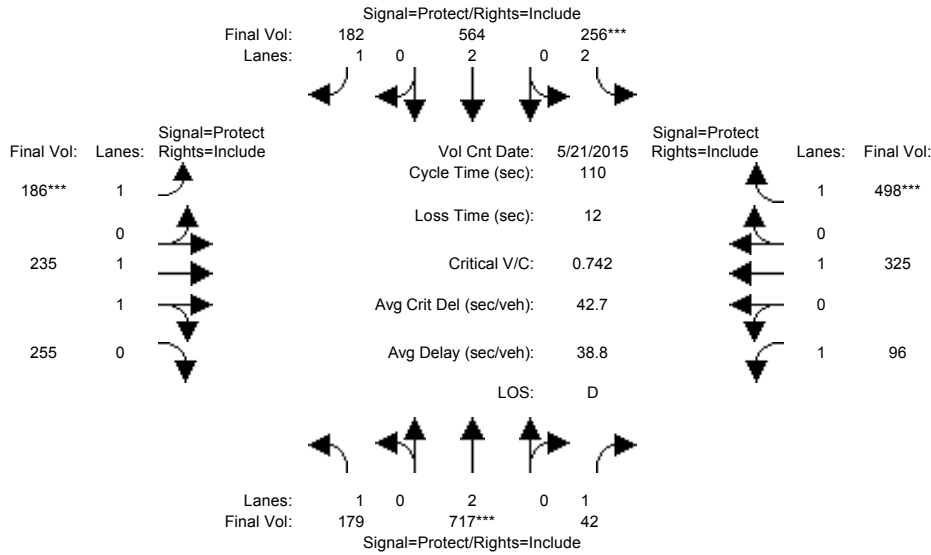 Signal=Protect/Rights=Include
Final Vol: 182 564 256***
Lanes: 1 0 2 0 2
Signal=Protect Signal=Protect
Final Vol: Lanes: Rights=Include Vol Cnt Date: 5/21/2015 Rights=Include Lanes: Final Vol:
Cycle Time (sec): 110
186*** 1 1 498***
Loss Time (sec): 12
0 0
235 1 Critical V/C: 0.742 1 325
1 Avg Crit Del (sec/veh): 42.7 0
255 0 Avg Delay (sec/veh): 38.8 1 96
LOS: D
Lanes: 1 0 2 0 1
Final Vol: 179 717*** 42
Signal=Protect/Rights=Include